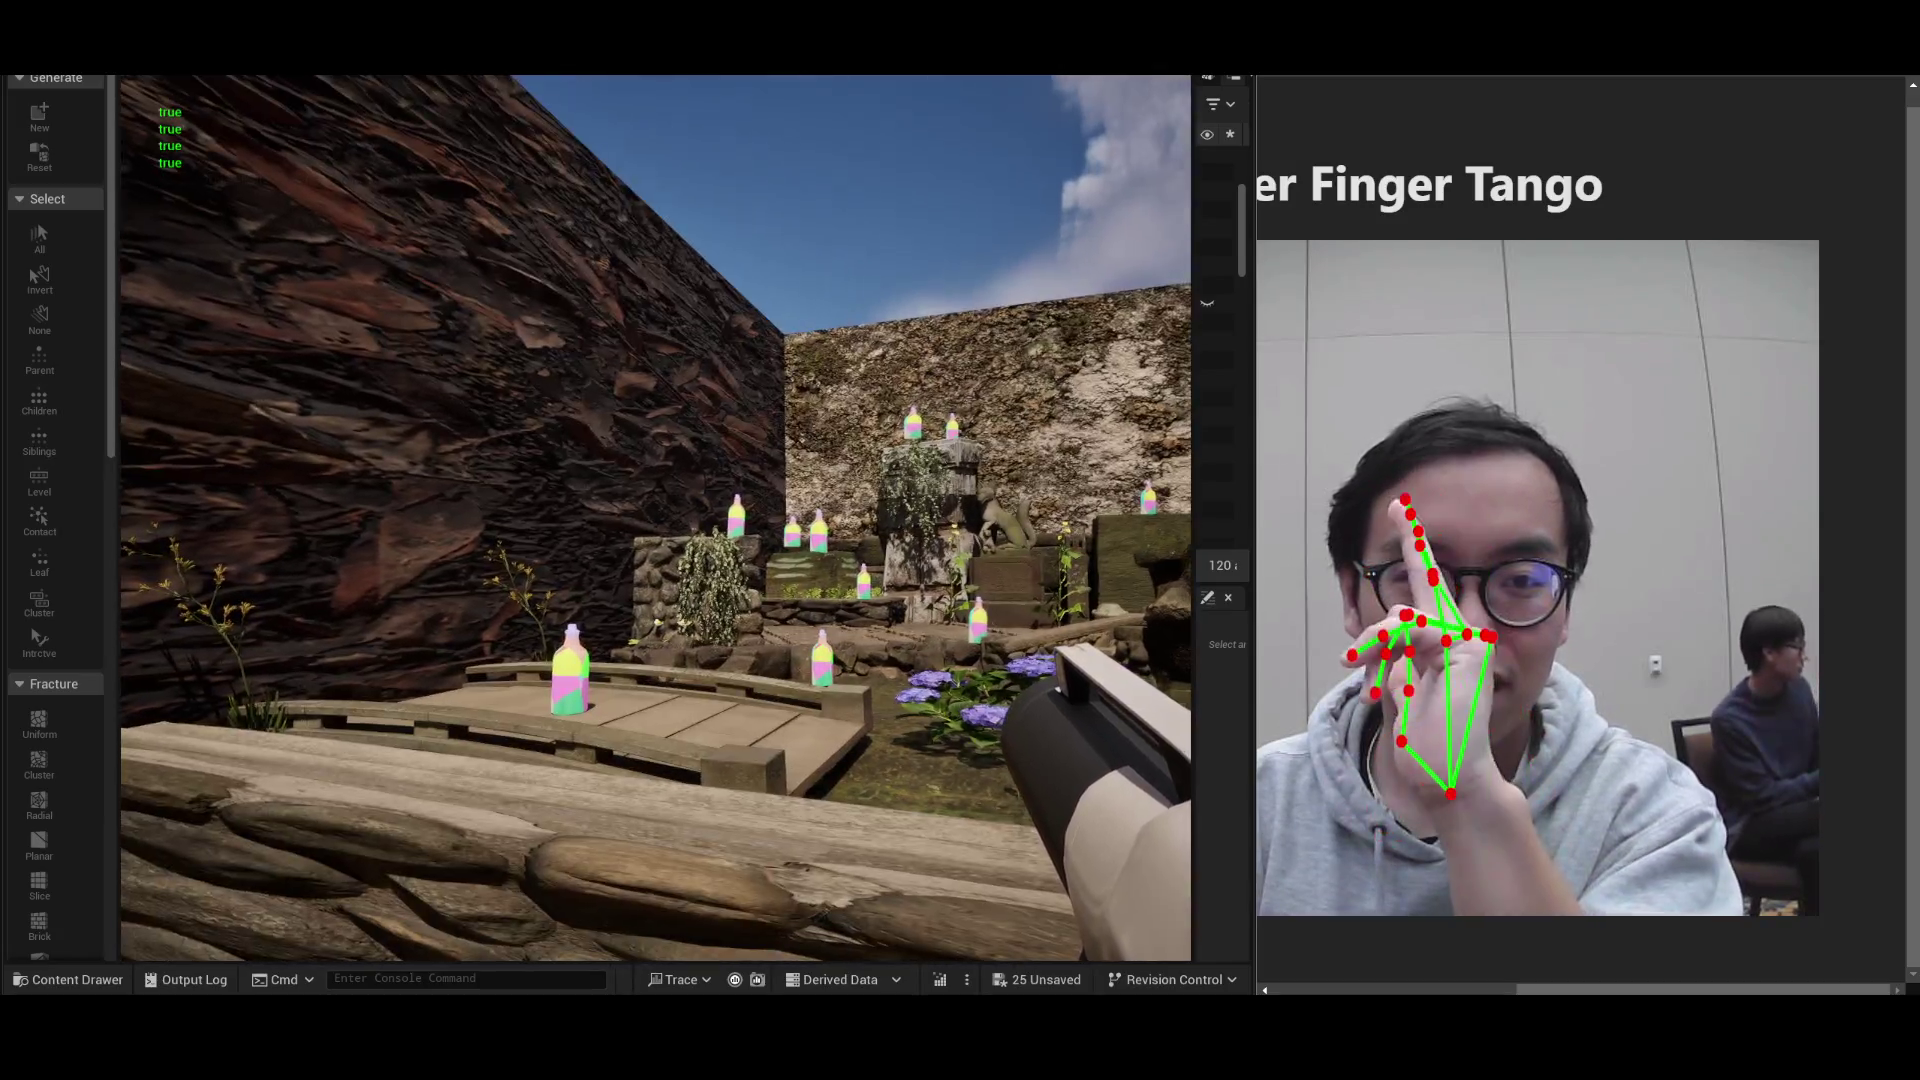 Generate
New
Reset
Select
All
Invert
None
Parent
Children
Siblings
Level
Contact
Leaf
Cluster
Intrctve
Fracture
Uniform
Cluster
Radial
Planar
Slice
Brick
true
true
true
true
120
Select ar
er Finger Tango
Content Drawer
Output Log
Cmd
Enter Console Command
Trace
Derived Data
25 Unsaved
Revision Control